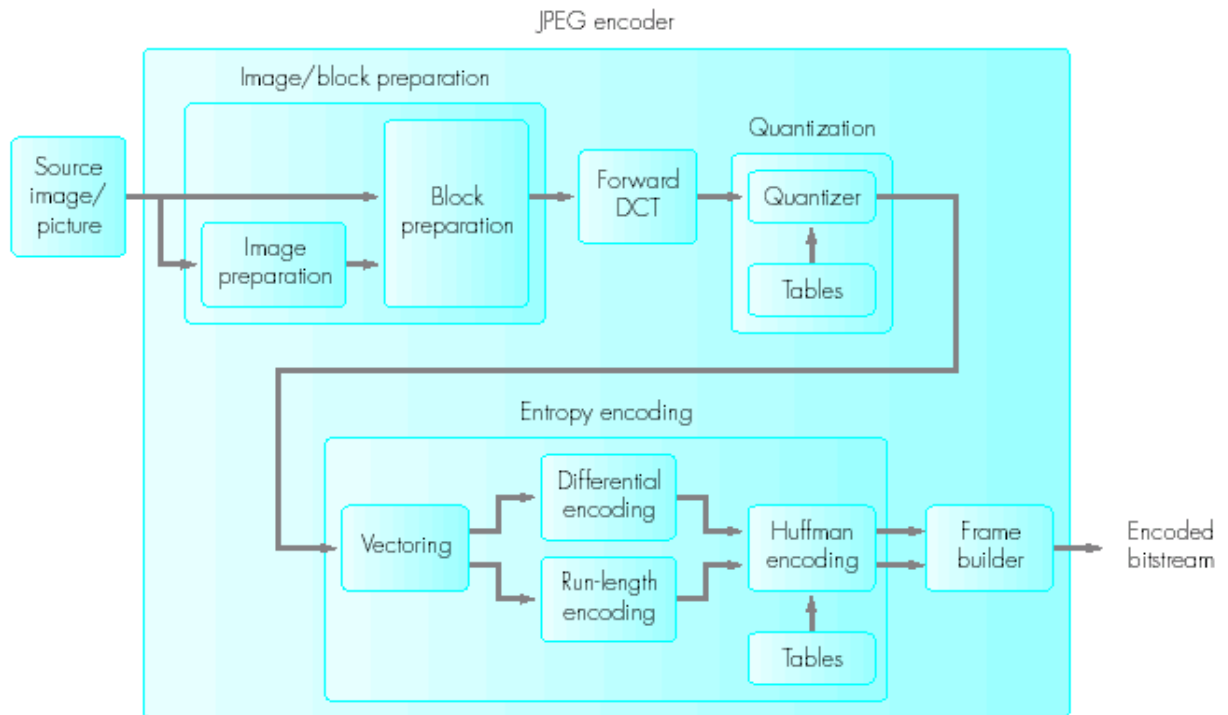 JPEG encoder
Image/block preparation
Source
image/
picture
Image
preparation
Block
preparation
Forward
DCT
Quantization
Quantizer
Tables
Entropy encoding
Vectoring
Differential
encoding
Run-length
encoding
Huffman
encoding
Tables
Frame
builder
Encoded
bitstream